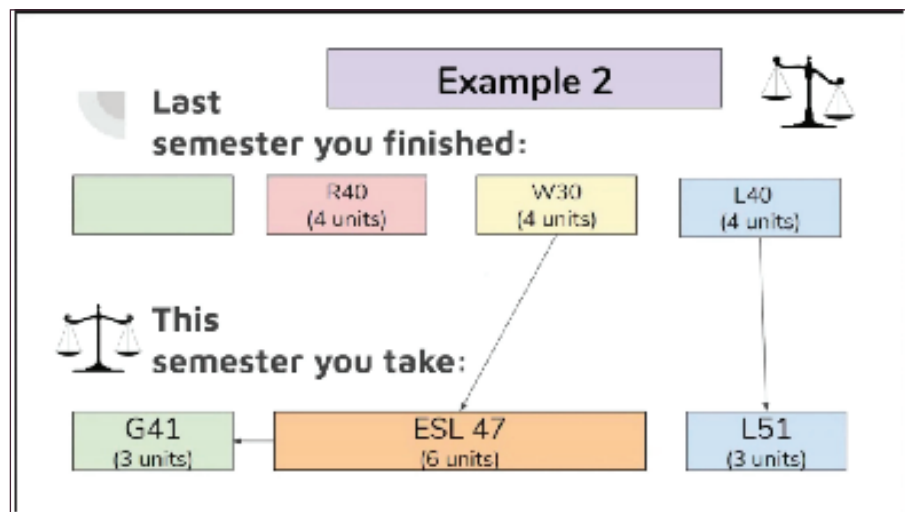 Example 2
Last
semester you finished:
R40
(4 units)
W30
(4 units)
L40
(4 units)
This
semester you take:
G41
(3 units)
ESL 47
(6 units)
L51
(3 units)